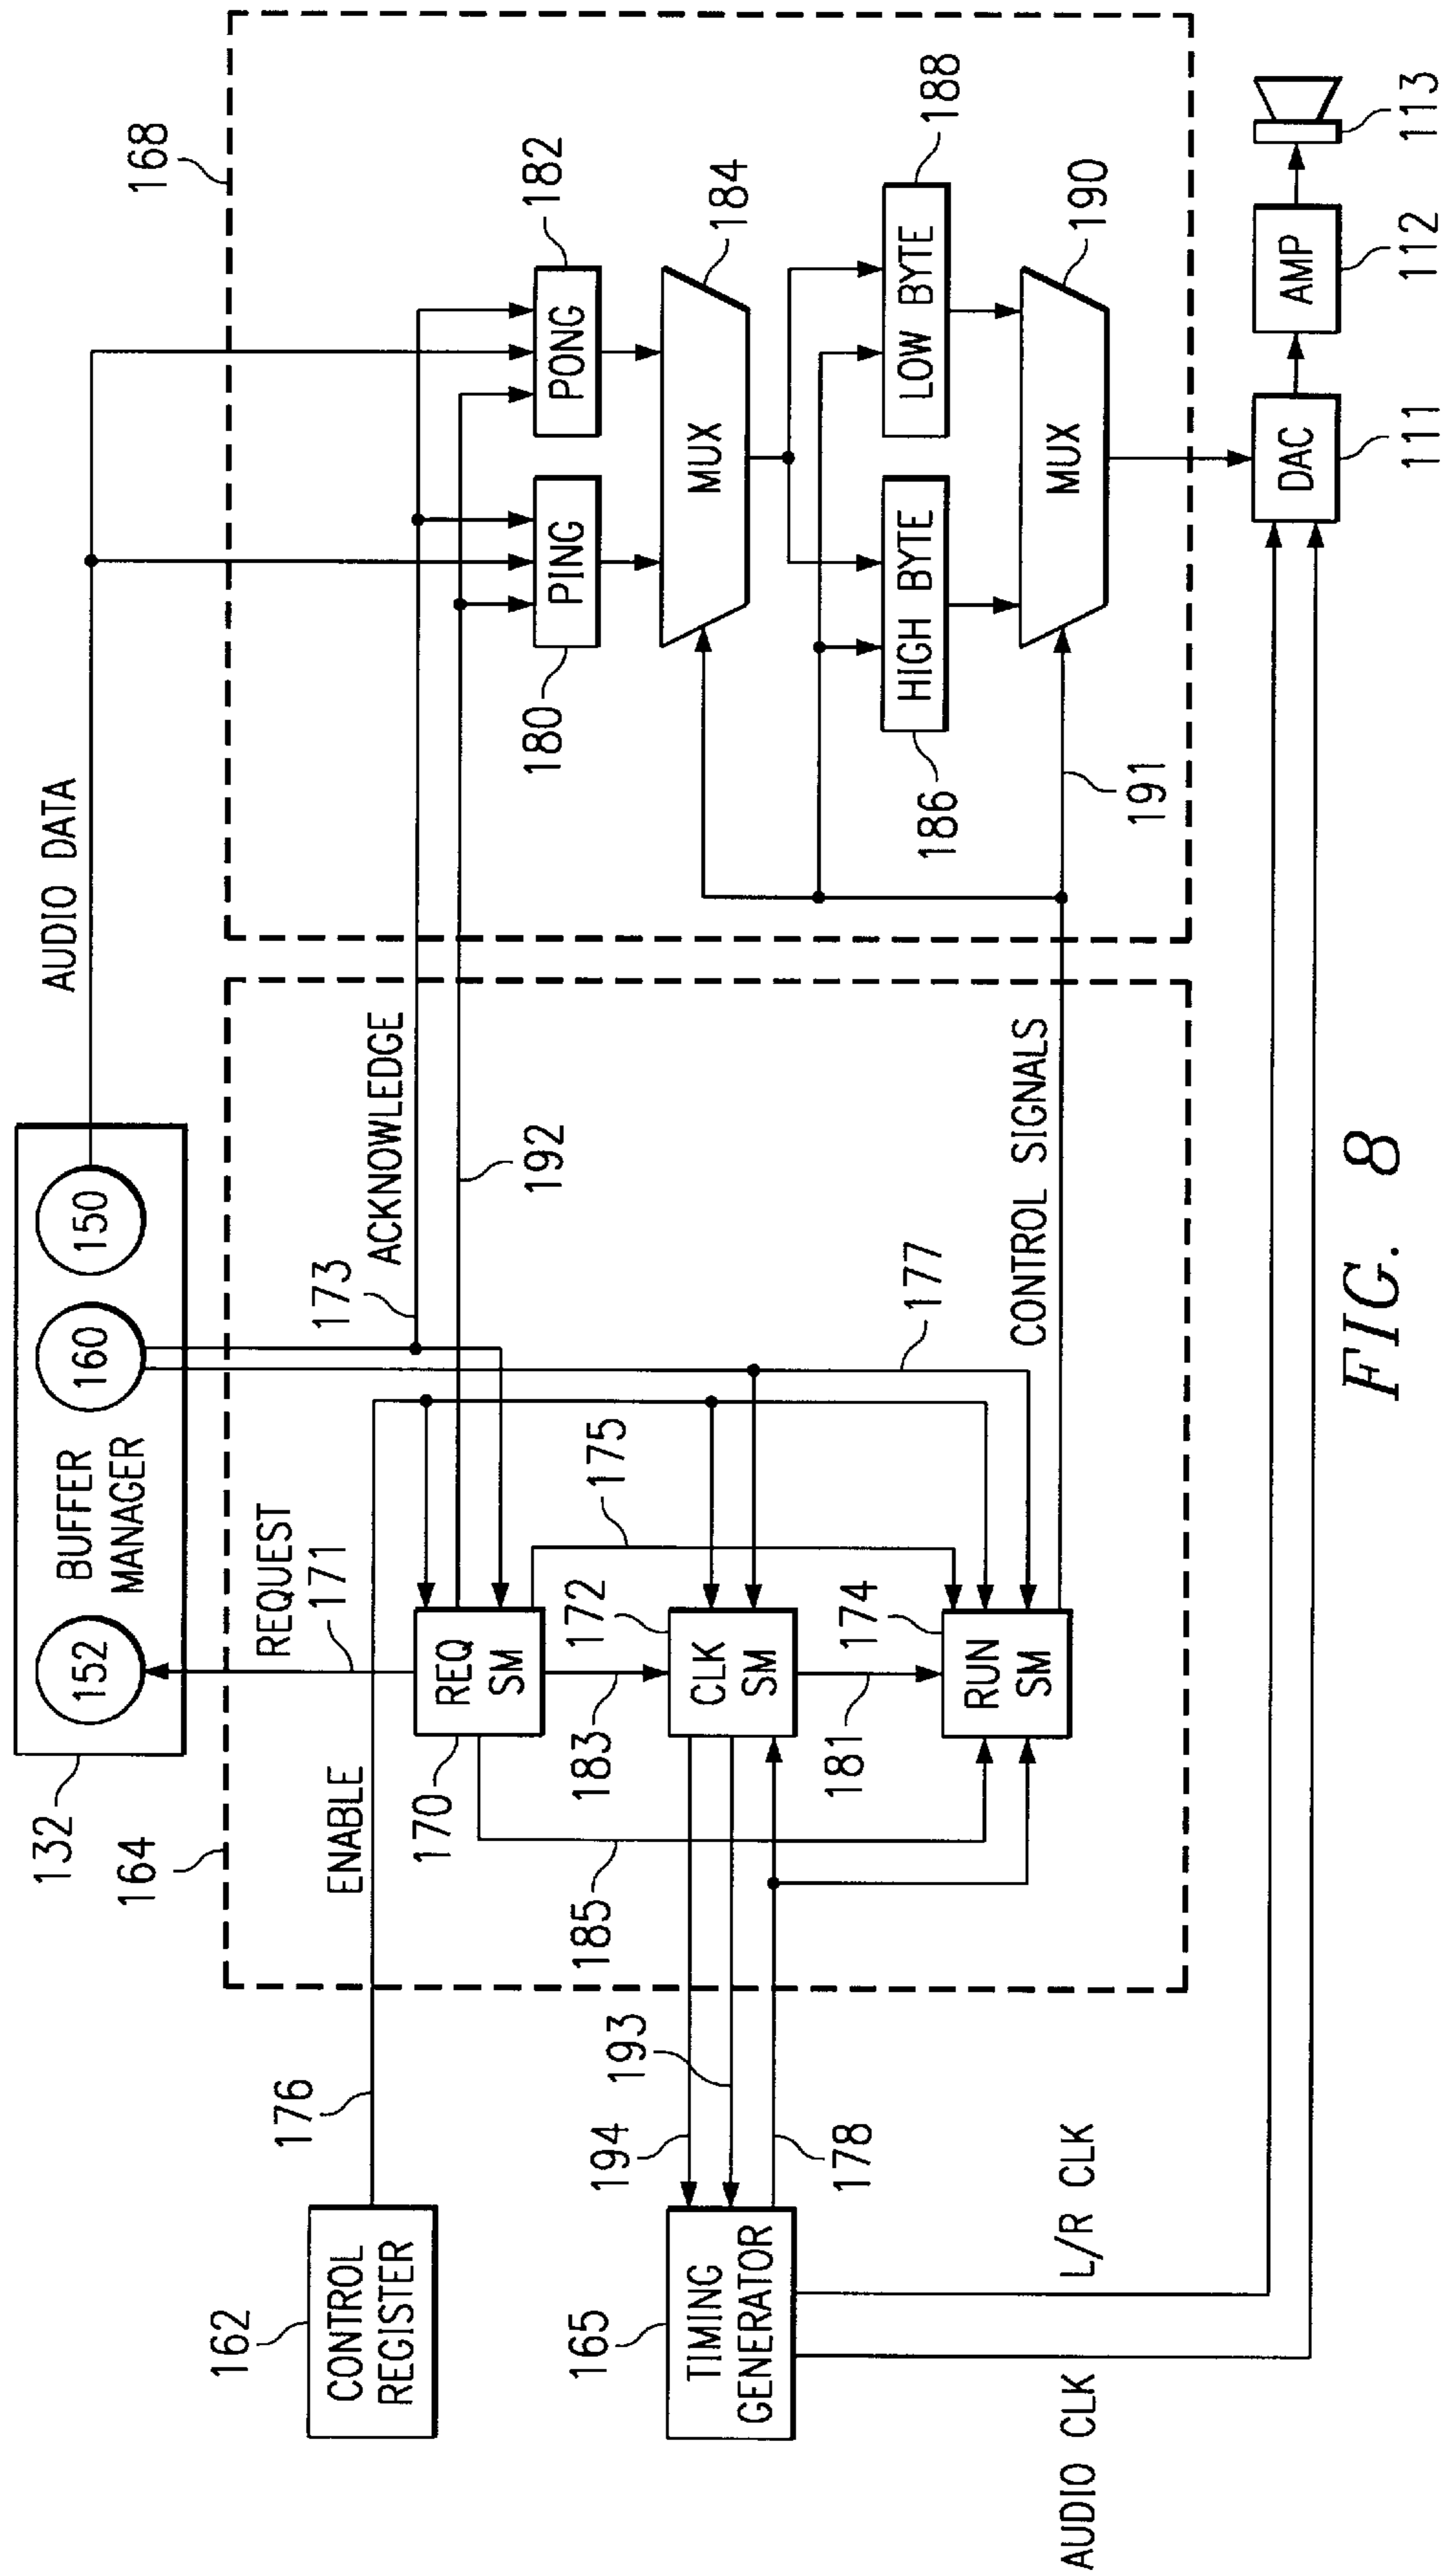 132
152
BUFFER
MANAGER
160
150
AUDIO DATA
168
164
REQUEST
171
ENABLE
173
ACKNOWLEDGE
192
162
CONTROL
REGISTER
176
170
REQ
SM
183
172
CLK
SM
175
181
174
RUN
SM
177
185
CONTROL SIGNALS
165
TIMING
GENERATOR
194
193
178
180
PING
PONG
182
MUX
184
186
HIGH BYTE
LOW BYTE
188
191
MUX
190
AUDIO CLK
L/R CLK
DAC
111
AMP
112
113
FIG. 8